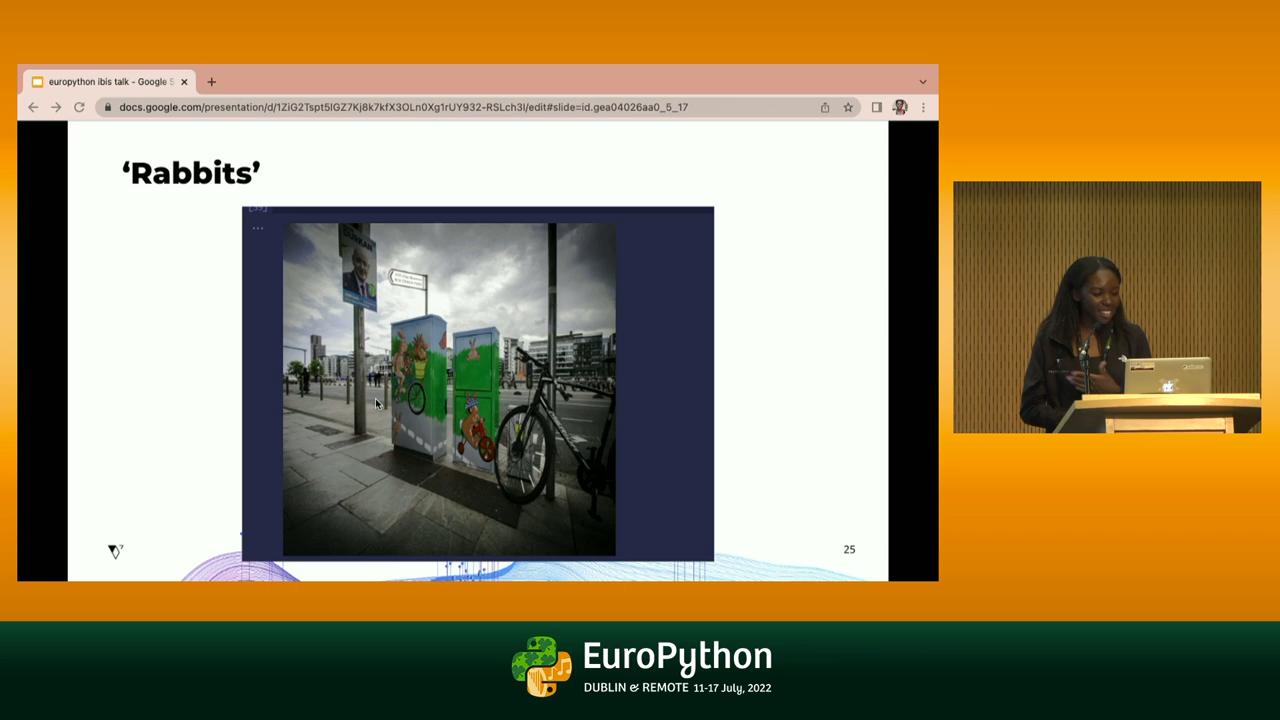 europython ibis talk - Google S
docs.google.com/presentation/d/1ZiG2Tspt5lGZ7Kj8k7kfX3OLn0Xg1rUY932-RSLch3I/edit#slide=id.gea04026aa0_5_17
‘Rabbits’
25
EuroPython
DUBLIN & REMOTE 11-17 July, 2022